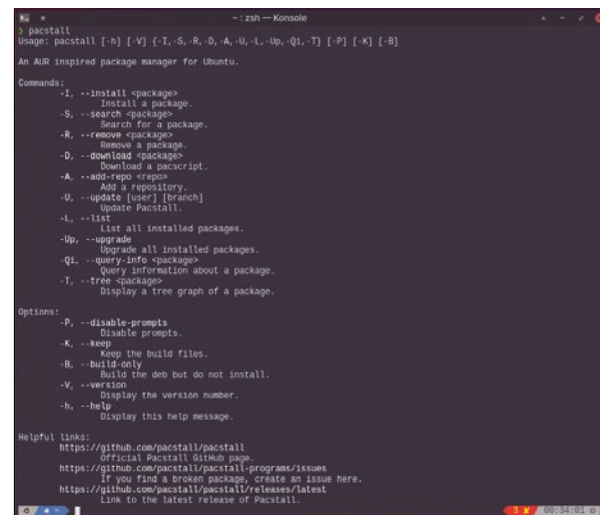 ~ : zsh — Konsole
❯ pacstall
Usage: pacstall [-h] [-V] {-I,-S,-R,-D,-A,-U,-L,-Up,-Qi,-T} [-P] [-K] [-B]
An AUR inspired package manager for Ubuntu.
Commands:
-I, --install <package>
Install a package.
-S, --search <package>
Search for a package.
-R, --remove <package>
Remove a package.
-D, --download <package>
Download a pacscript.
-A, --add-repo <repo>
Add a repository.
-U, --update [user] [branch]
Update Pacstall.
-L, --list
List all installed packages.
-Up, --upgrade
Upgrade all installed packages.
-Qi, --query-info <package>
Query information about a package.
-T, --tree <package>
Display a tree graph of a package.
Options:
-P, --disable-prompts
Disable prompts.
-K, --keep
Keep the build files.
-B, --build-only
Build the deb but do not install.
-V, --version
Display the version number.
-h, --help
Display this help message.
Helpful links:
https://github.com/pacstall/pacstall
Official Pacstall GitHub page.
https://github.com/pacstall/pacstall-programs/issues
If you find a broken package, create an issue here.
https://github.com/pacstall/pacstall/releases/latest
Link to the latest release of Pacstall.
~ 3 ✘ 00:34:01